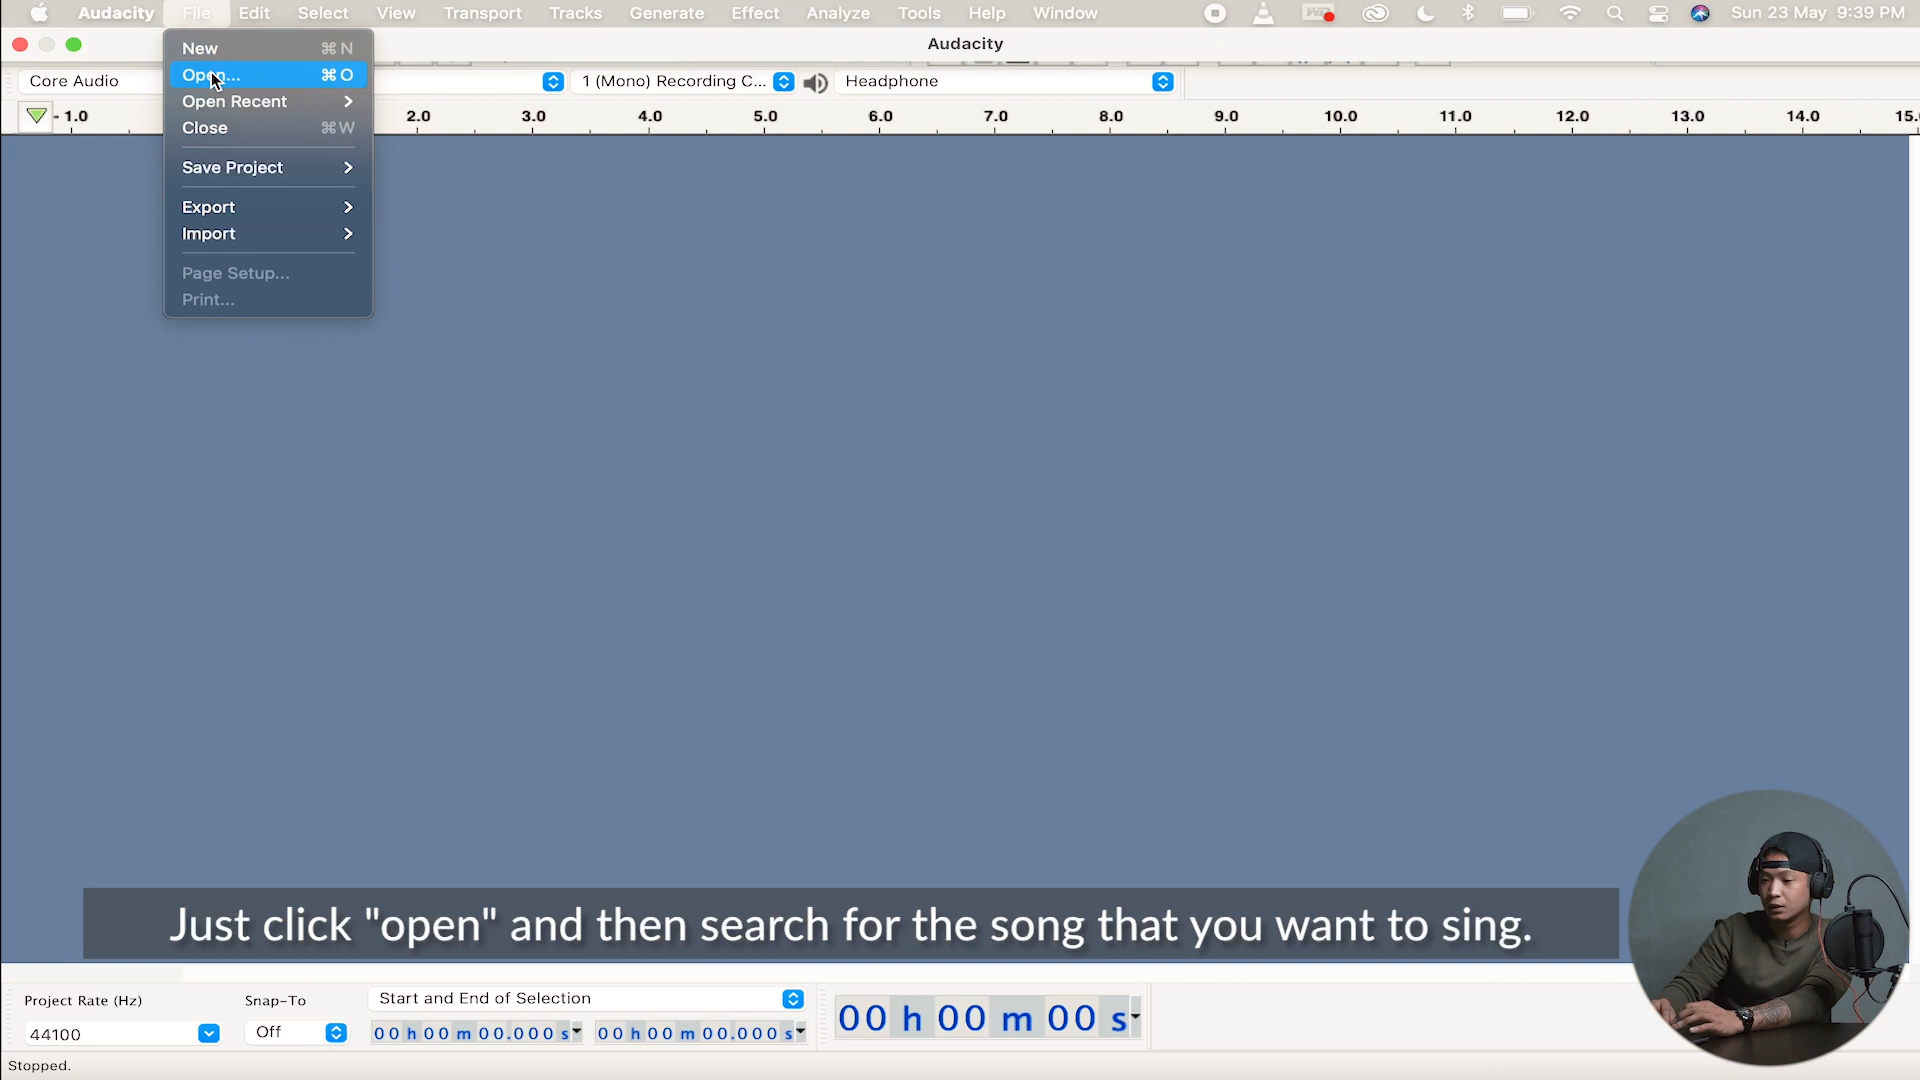 Audacity File Edit Select View Transport Tracks Generate Effect Analyze Tools Help Window Sun 23 May 9:39 PM
Audacity
New ⌘ N
Open... ⌘ O
Open Recent >
Close ⌘ W
Save Project >
Export >
Import >
Page Setup...
Print...
Core Audio 1 (Mono) Recording C... Headphone
- 1.0 2.0 3.0 4.0 5.0 6.0 7.0 8.0 9.0 10.0 11.0 12.0 13.0 14.0 15.
Just click "open" and then search for the song that you want to sing.
Project Rate (Hz) Snap-To Start and End of Selection
44100 Off 00 h 00 m 00.000 s 00 h 00 m 00.000 s
00 h 00 m 00 s
Stopped.